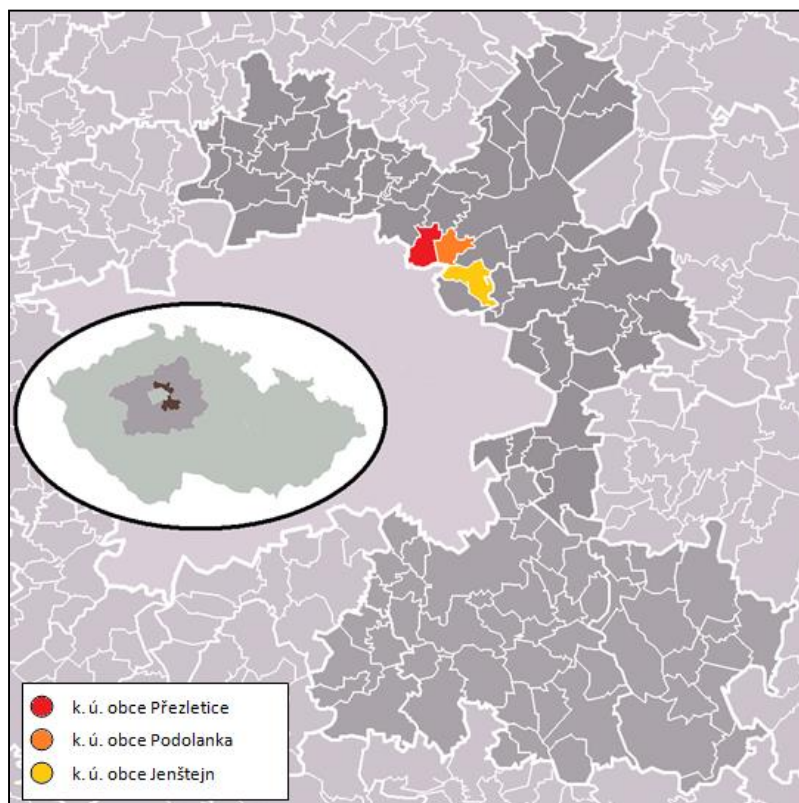 k. ú. obce Přezletice
k. ú. obce Podolanka
k. ú. obce Jenštejn